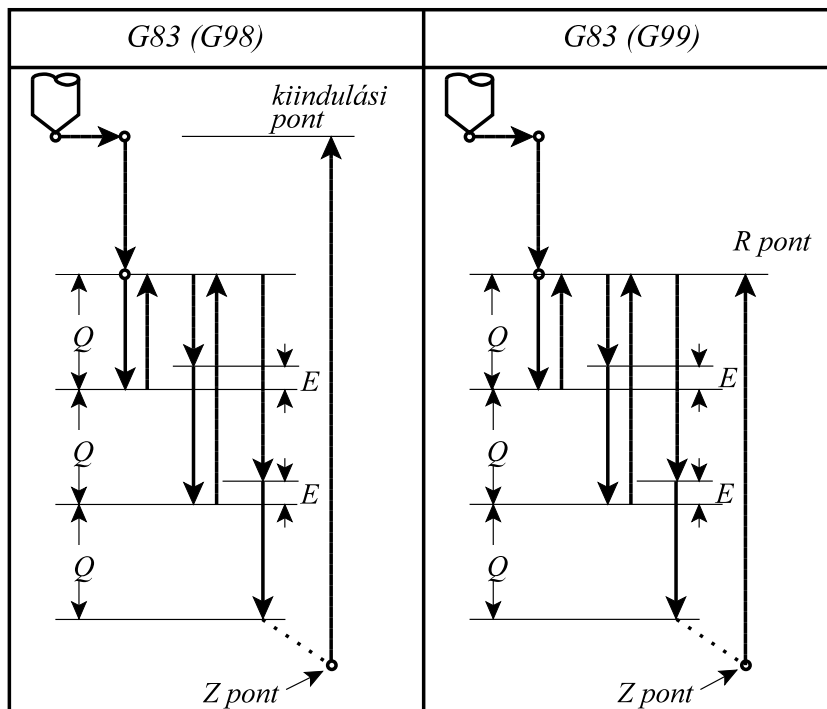 G83 (G98)
G83 (G99)
kiindulási
pont
Q
E
Q
E
Q
Z pont
R pont
Q
E
Q
E
Q
Z pont